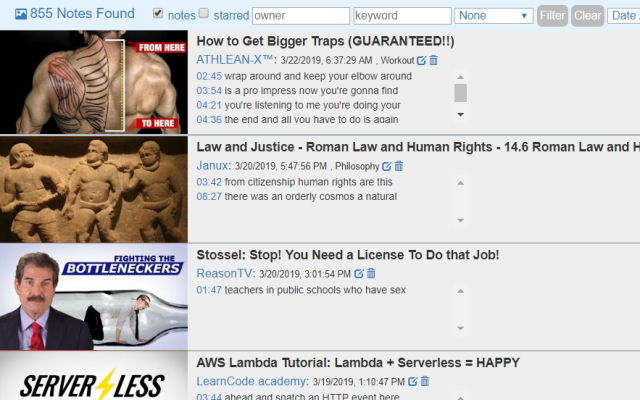 855 Notes Found notes starred owner keyword None Filter Clear Date
FROM HERE
TO HERE
How to Get Bigger Traps (GUARANTEED!!)
ATHLEAN-X™: 3/22/2019, 6:37:29 AM , Workout
02:45 wrap around and keep your elbow around
03:54 is a pro impress now you're gonna find
04:21 you're listening to me you're doing your
04:36 the end and all you have to do is again
Law and Justice - Roman Law and Human Rights - 14.6 Roman Law and H
Janux: 3/20/2019, 5:47:56 PM , Philosophy
03:42 from citizenship human rights are this
08:27 there was an orderly cosmos a natural
FIGHTING THE
BOTTLENECKERS
Stossel: Stop! You Need a License To Do that Job!
ReasonTV: 3/20/2019, 3:01:54 PM
01:47 teachers in public schools who have sex
SERVERLESS
AWS Lambda Tutorial: Lambda + Serverless = HAPPY
LearnCode.academy: 3/19/2019, 1:10:47 PM
03:44 ahead and snatch an HTTP event here